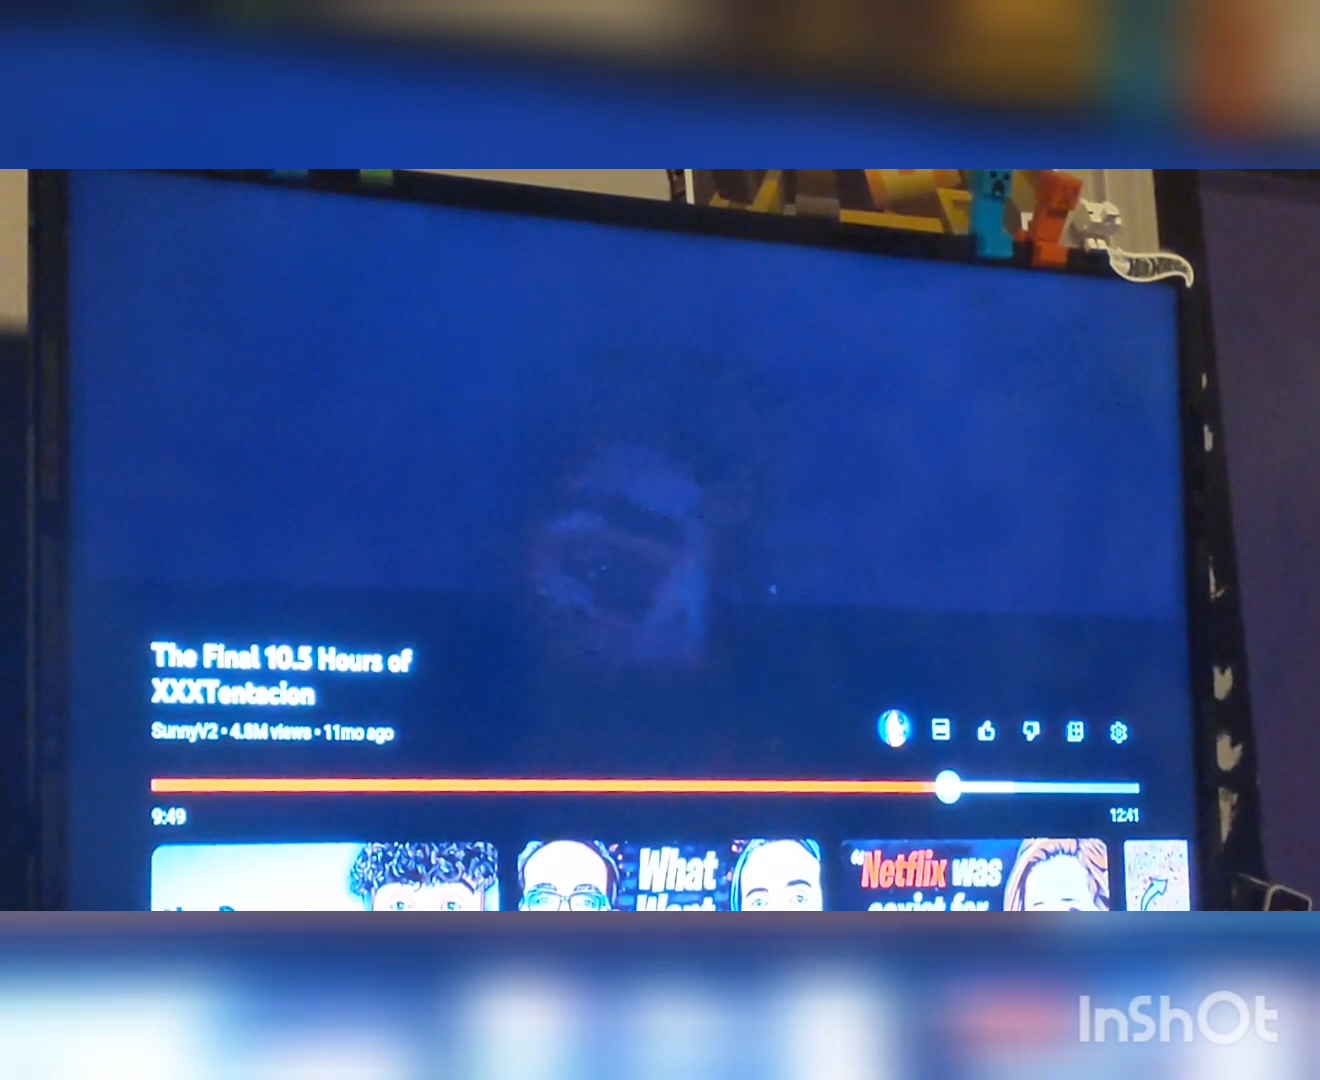 The Final 10.5 Hours of
XXXTentacion
SunnyV2 • 4.8M views • 11mo ago
9:49
12:41
What
"Netflix was
InShOt